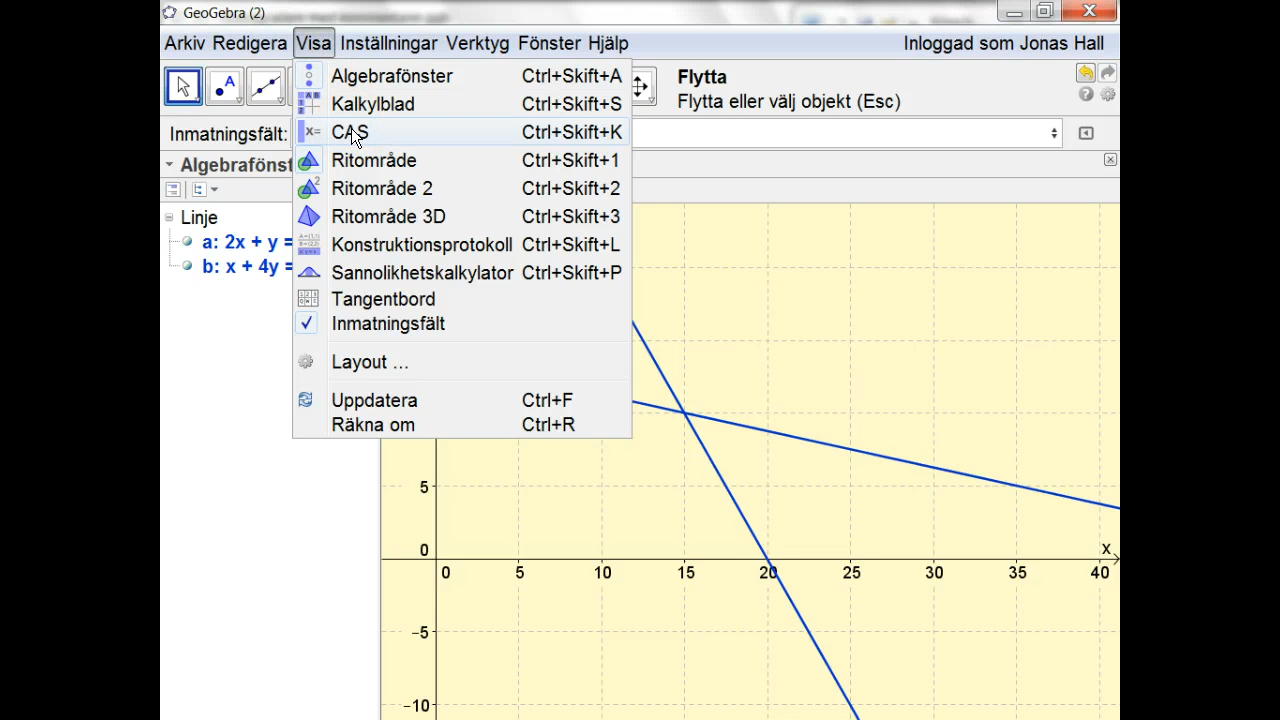 GeoGebra (2)
Arkiv Redigera Visa Inställningar Verktyg Fönster Hjälp Inloggad som Jonas Hall
A
Flytta
Flytta eller välj objekt (Esc)
Inmatningsfält:
Algebrafönst
Linje
a: 2x + y =
b: x + 4y =
Algebrafönster Ctrl+Skift+A
Kalkylblad Ctrl+Skift+S
x= CAS Ctrl+Skift+K
Ritområde Ctrl+Skift+1
Ritområde 2 Ctrl+Skift+2
Ritområde 3D Ctrl+Skift+3
Konstruktionsprotokoll Ctrl+Skift+L
Sannolikhetskalkylator Ctrl+Skift+P
Tangentbord
Inmatningsfält
Layout ...
Uppdatera Ctrl+F
Räkna om Ctrl+R
5
0
x
0 5 10 15 20 25 30 35 40
−5
−10